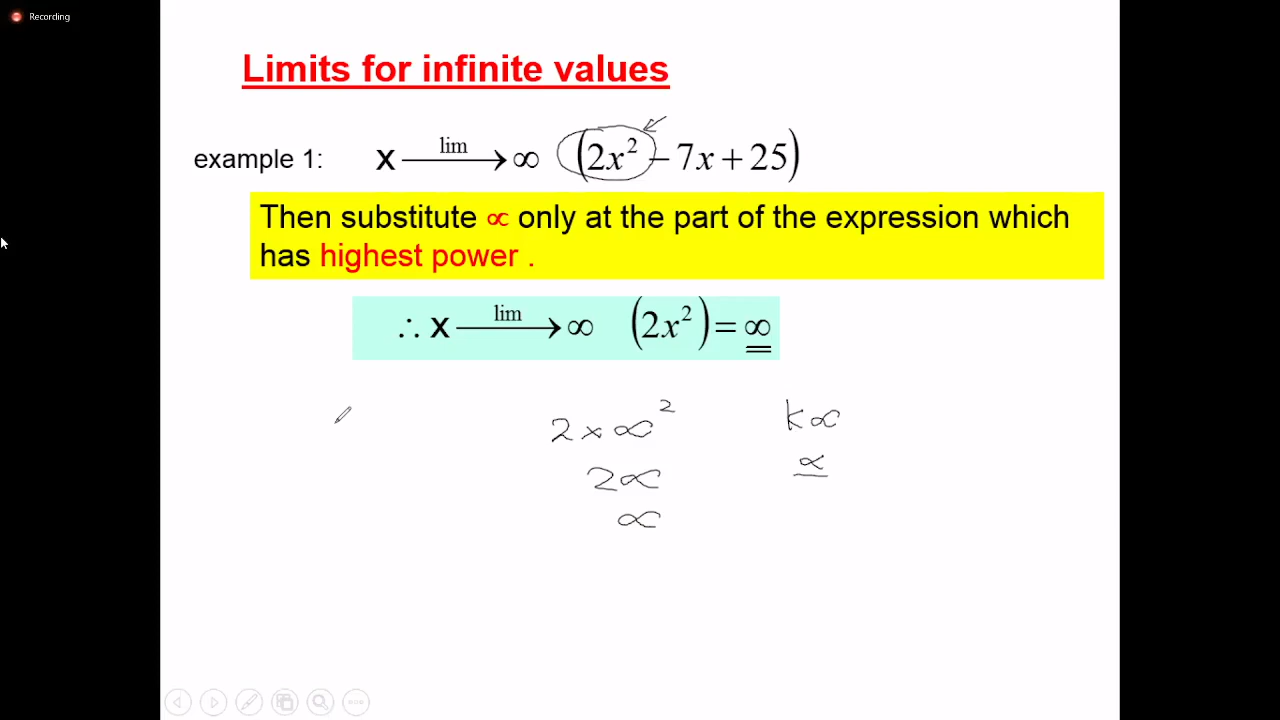 Recording
Limits for infinite values
example 1: x lim→ ∞ (2x² − 7x + 25)
Then substitute ∝ only at the part of the expression which
has highest power .
∴ x lim→ ∞ (2x²) = ∞
2 × ∝² k∝
2∝ ∝
∝